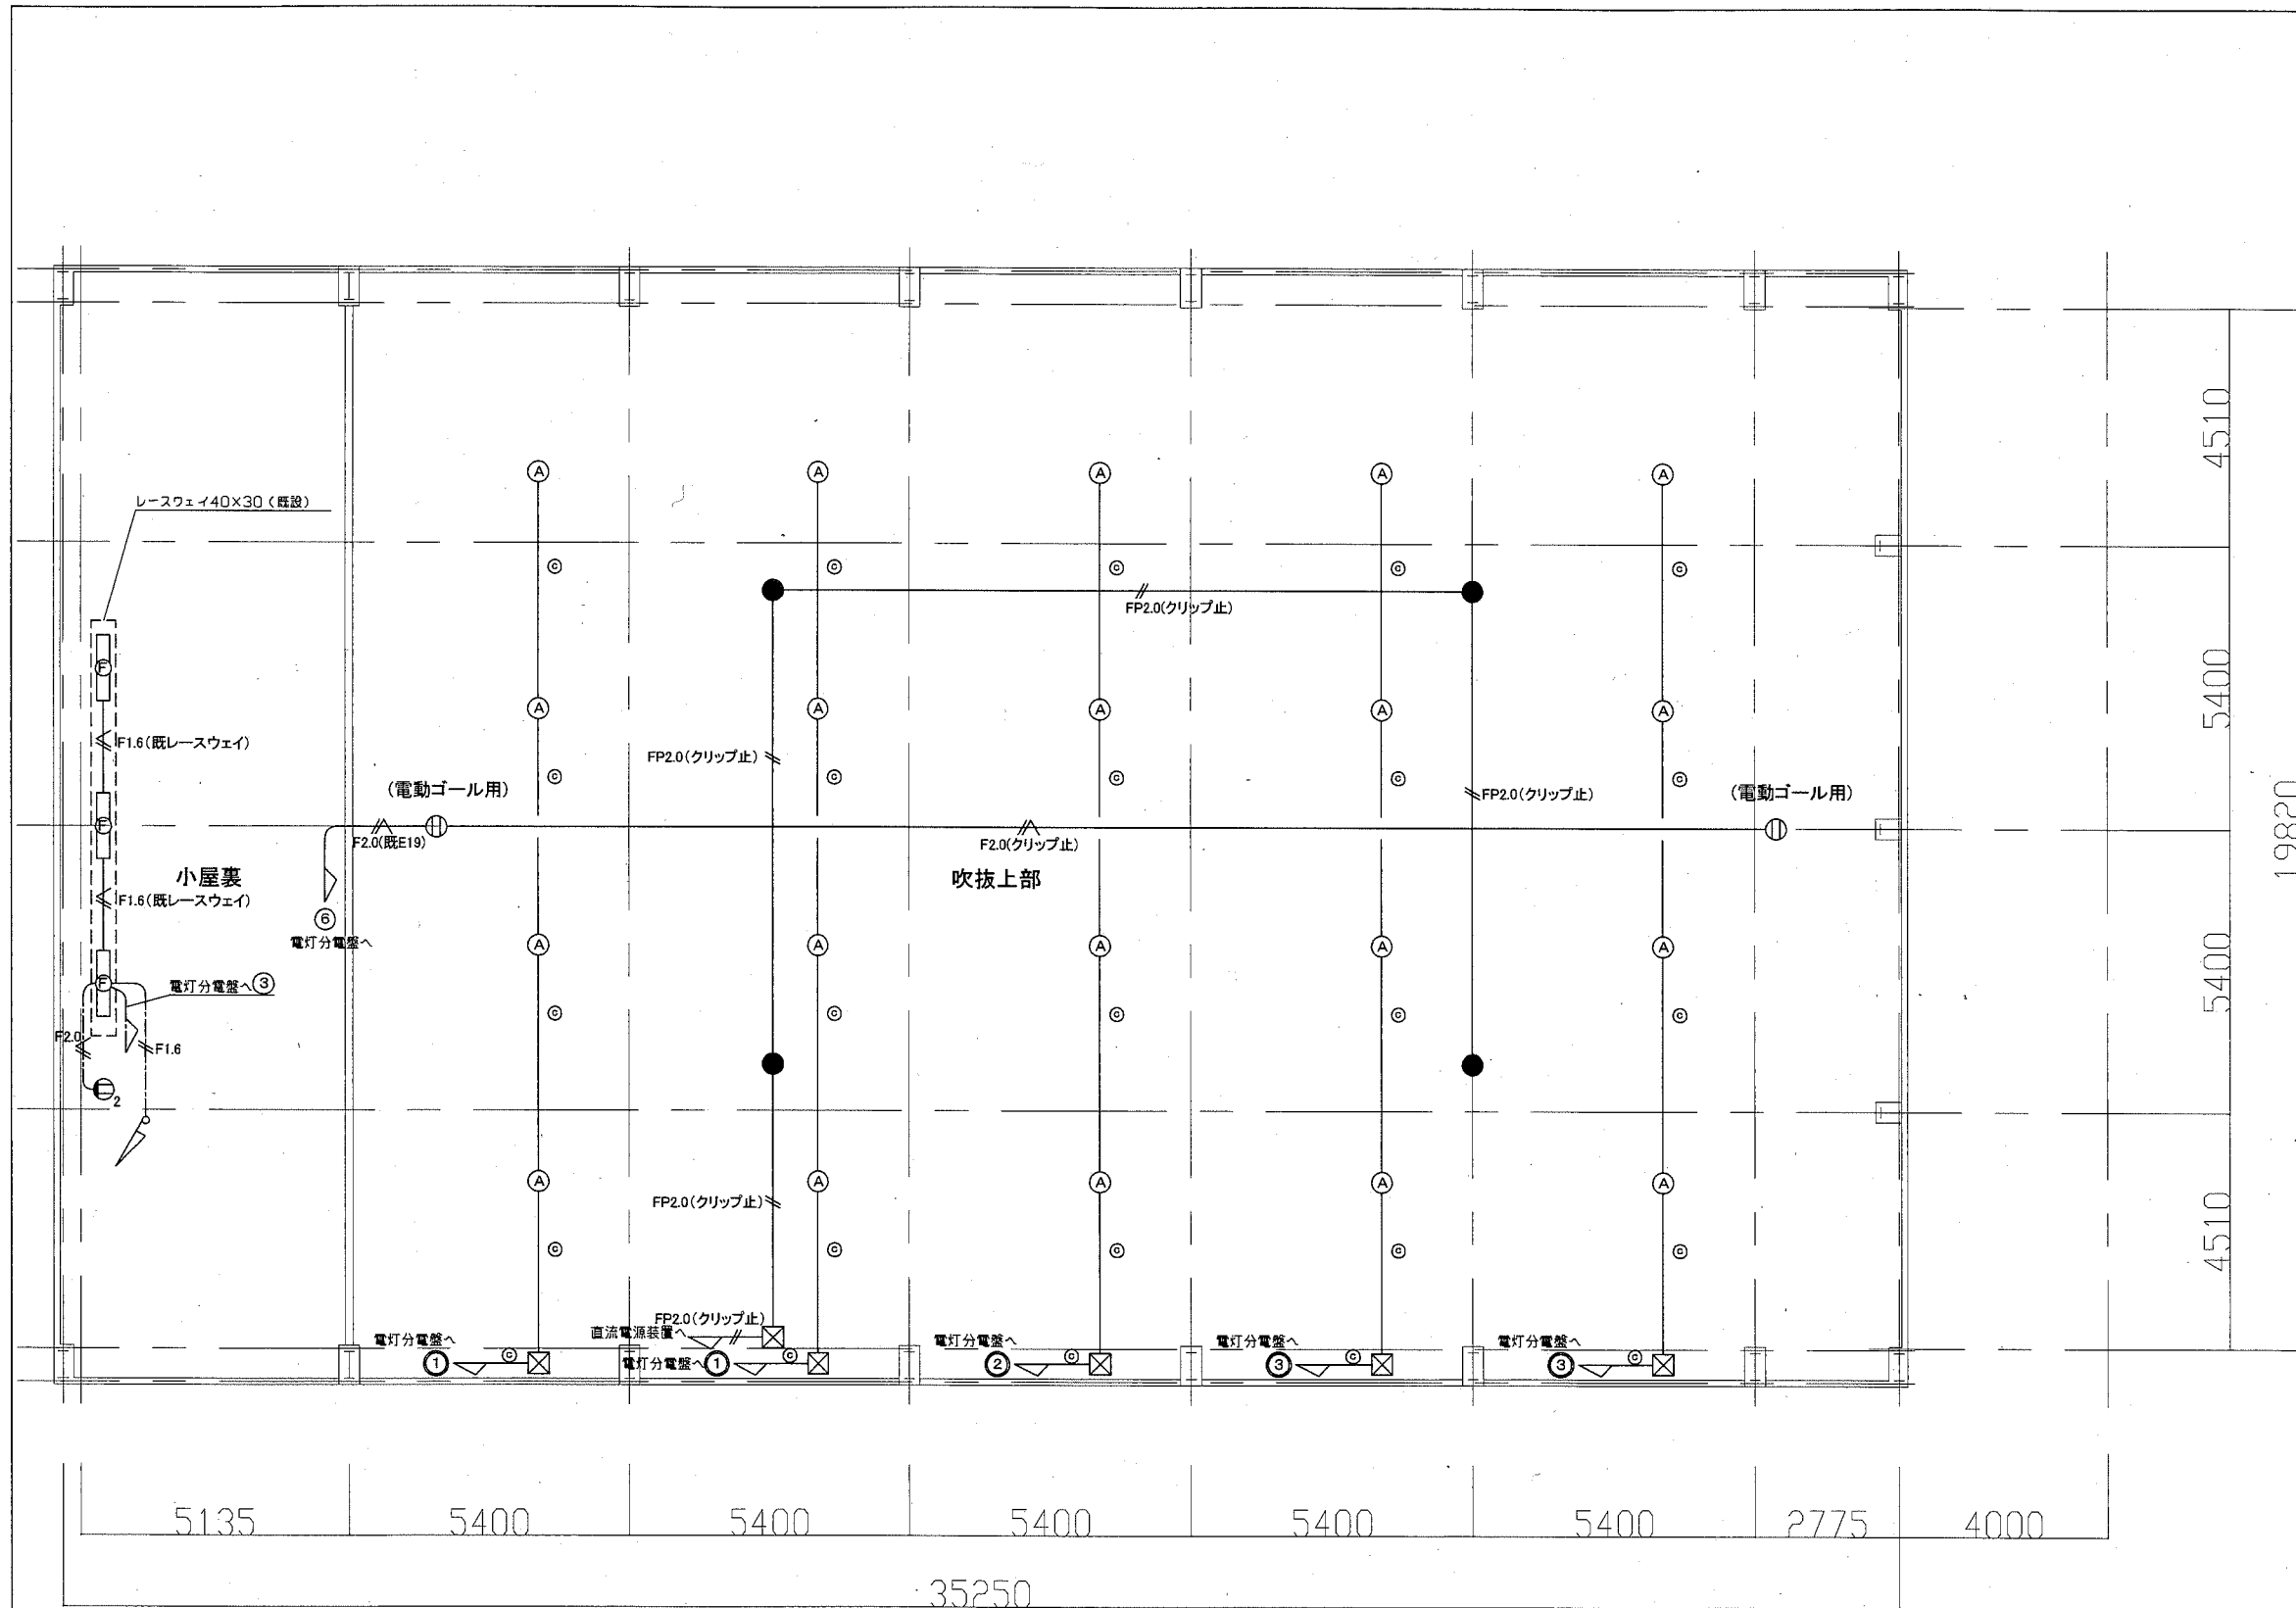 レースウェイ40×30(既設)
A
A
A
A
A
C
C
C
C
C
FP2.0(クリップ止)
F
A
A
A
A
A
F1.6(既レースウェイ)
FP2.0(クリップ止)
C
C
C
C
C
(電動ゴール用)
FP2.0(クリップ止)
(電動ゴール用)
F
F2.0(既E19)
F2.0(クリップ止)
小屋裏
吹抜上部
F1.6(既レースウェイ)
⑥
電灯分電盤へ
A
A
A
A
A
F
電灯分電盤へ③
C
C
C
C
C
F2.0
F1.6
2
A
A
A
A
A
FP2.0(クリップ止)
C
C
C
C
C
FP2.0(クリップ止)
直流電源装置へ
電灯分電盤へ
① C
電灯分電盤へ① C
電灯分電盤へ
② C
電灯分電盤へ
③ C
電灯分電盤へ
③ C
4510
5400
5400
4510
19820
5135 5400 5400 5400 5400 5400 2775 4000
35250